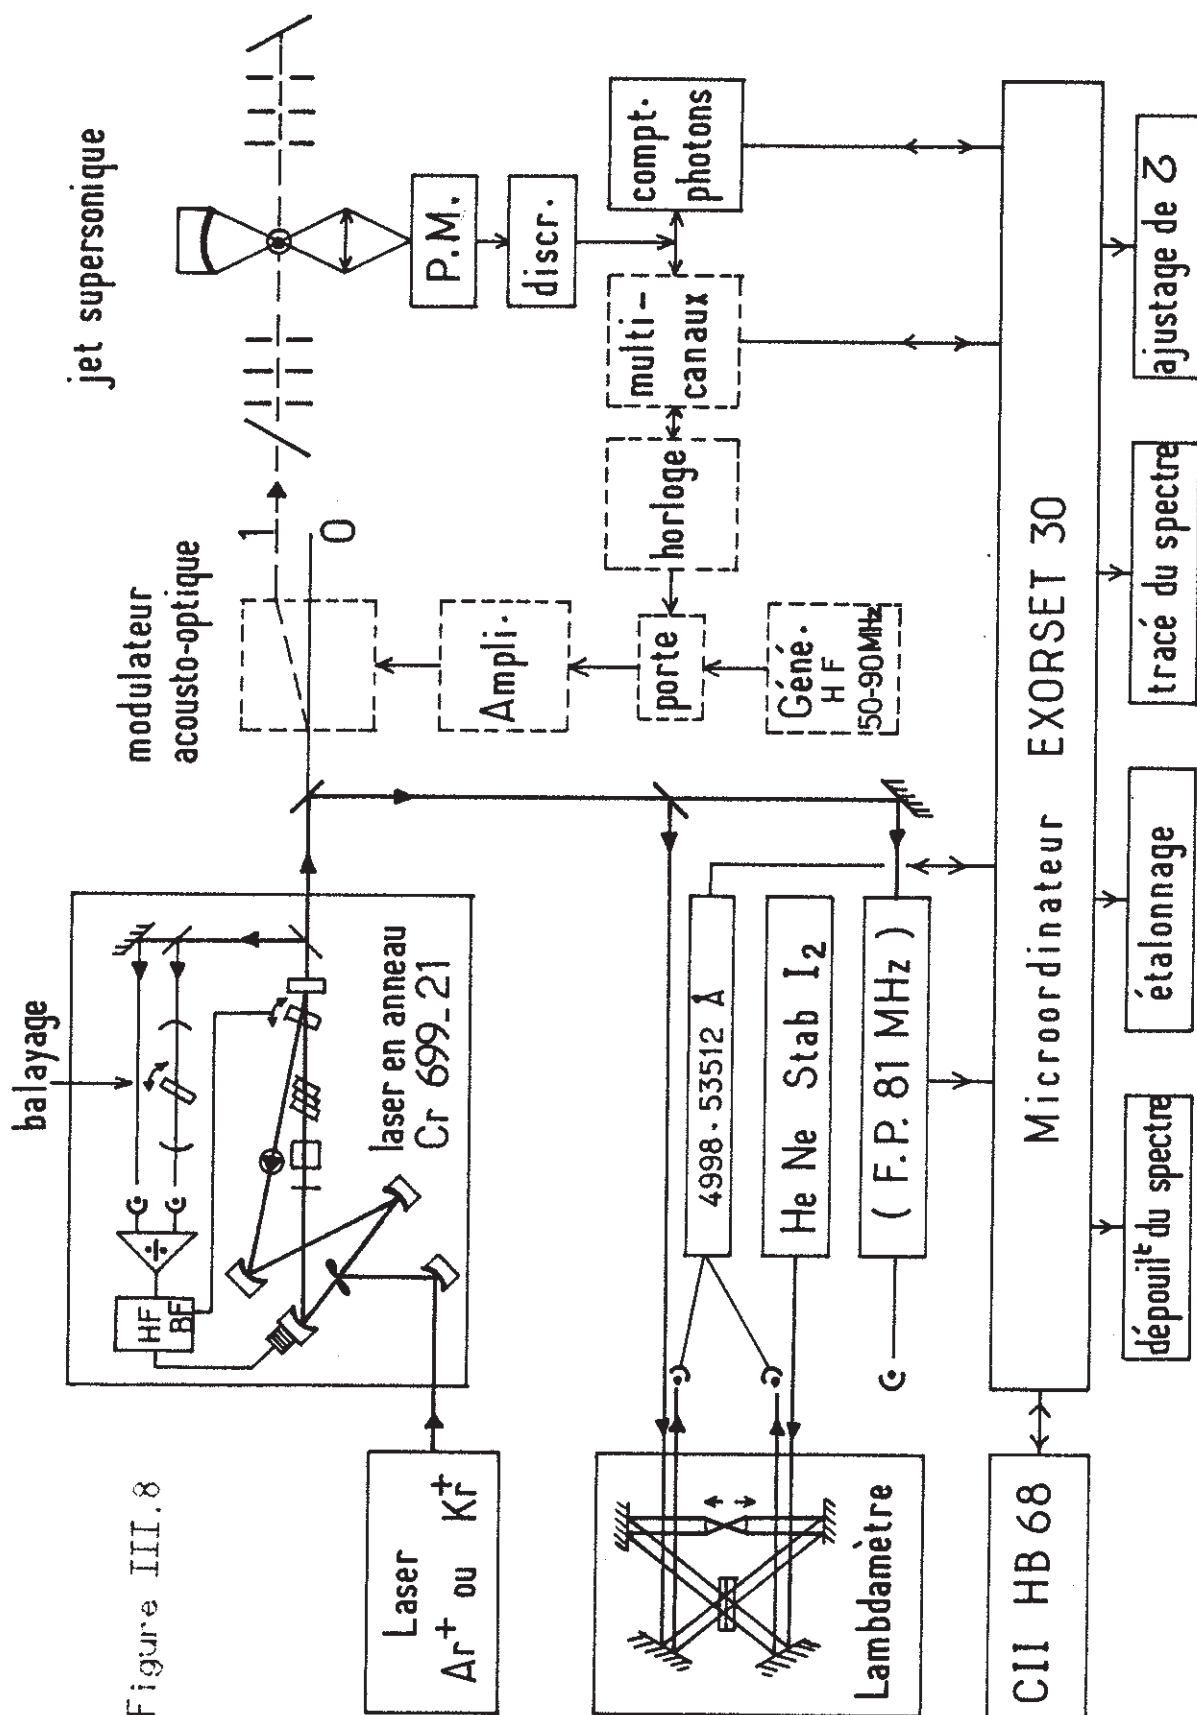 Figure III.8
balayage
HF
BF
÷
laser en anneau
Cr 699_21
Laser
Ar⁺ ou Kr⁺
modulateur
acousto-optique
1
0
jet supersonique
Ampli.
porte
Géné.
HF
50-90MHz
horloge
multi-
canaux
P.M.
discr.
compt.
photons
Lambdamètre
4998.53512 Å
He Ne Stab I₂
( F.P. 81 MHz )
CII HB 68
Microordinateur EXORSET 30
dépouilᵗ du spectre
étalonnage
tracé du spectre
ajustage de